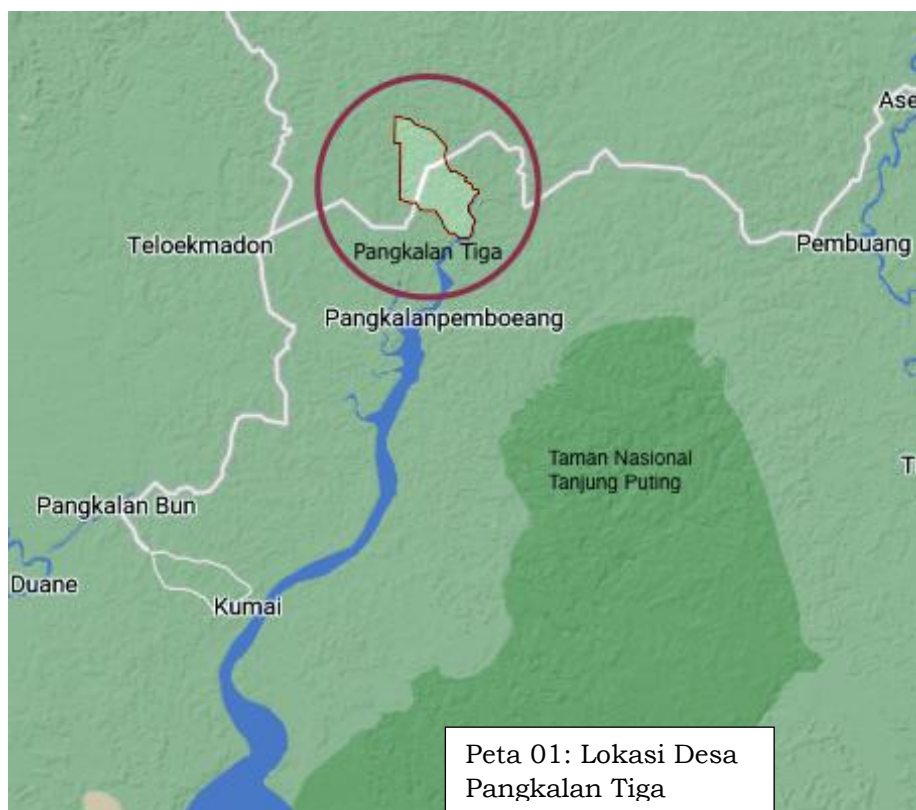 Ase
Teloekmadon
Pangkalan Tiga
Pembuang
Pangkalanpemboeang
Taman Nasional
Tanjung Puting
T
Pangkalan Bun
Duane
Kumai
Peta 01: Lokasi Desa
Pangkalan Tiga